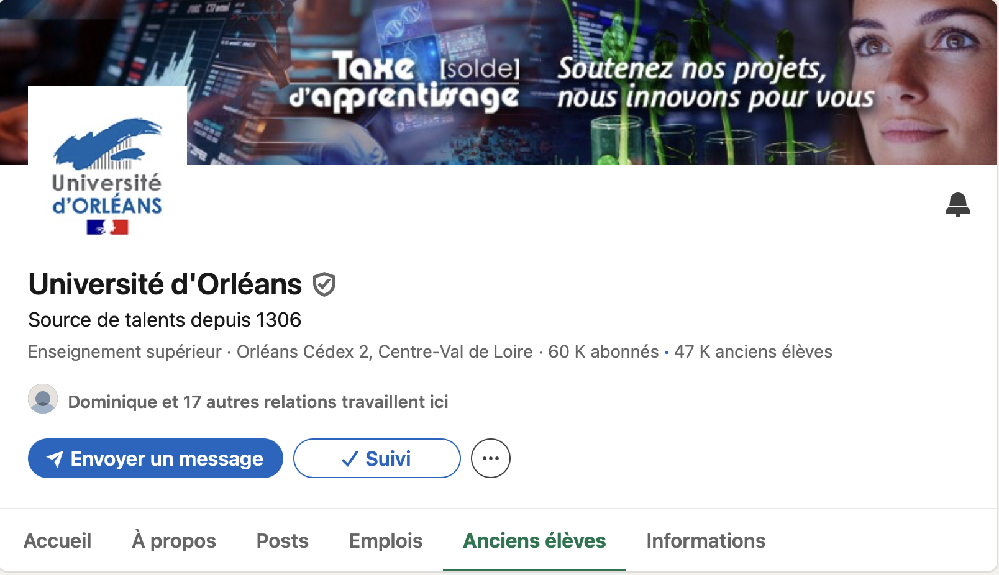 Taxe [solde]
d'apprentissage
Soutenez nos projets,
nous innovons pour vous
Université
d'ORLÉANS
Université d'Orléans
Source de talents depuis 1306
Enseignement supérieur · Orléans Cédex 2, Centre-Val de Loire · 60 K abonnés · 47 K anciens élèves
Dominique et 17 autres relations travaillent ici
Envoyer un message
Suivi
Accueil
À propos
Posts
Emplois
Anciens élèves
Informations